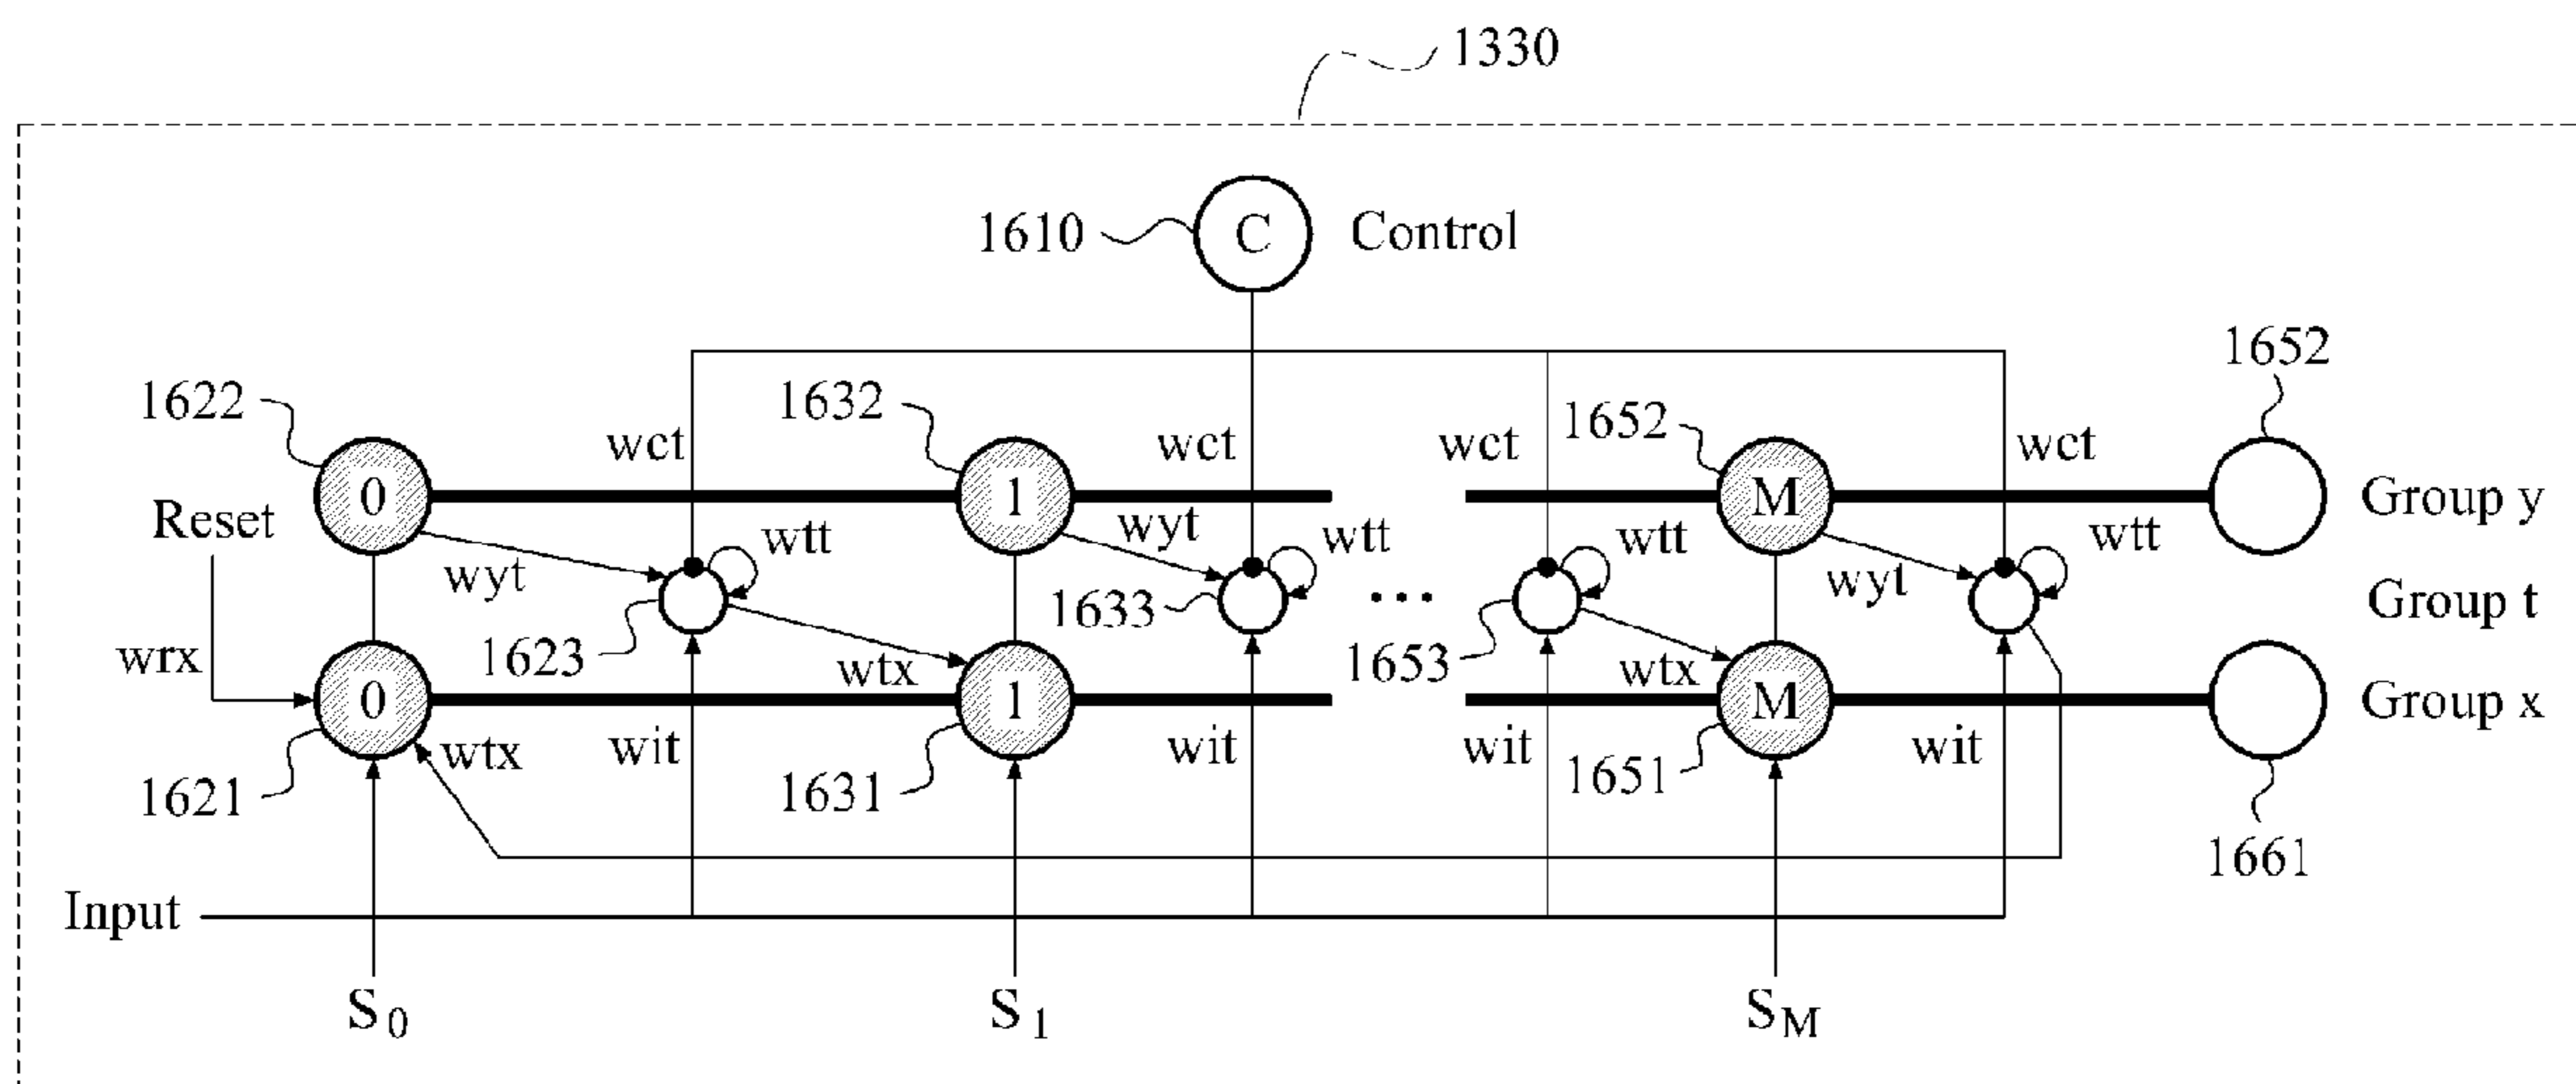 1330
1610 C Control
1652
1622 1632 1652
wct wct wct wct
0 1 M Group y
Reset wtt wyt wtt wtt wtt
wyt wyt
1623 1633 ... 1653 Group t
wrx wtx wtx
0 1 M Group x
wtx wit wit wit wit
1621 1631 1651
1661
Input
S0 S1 SM